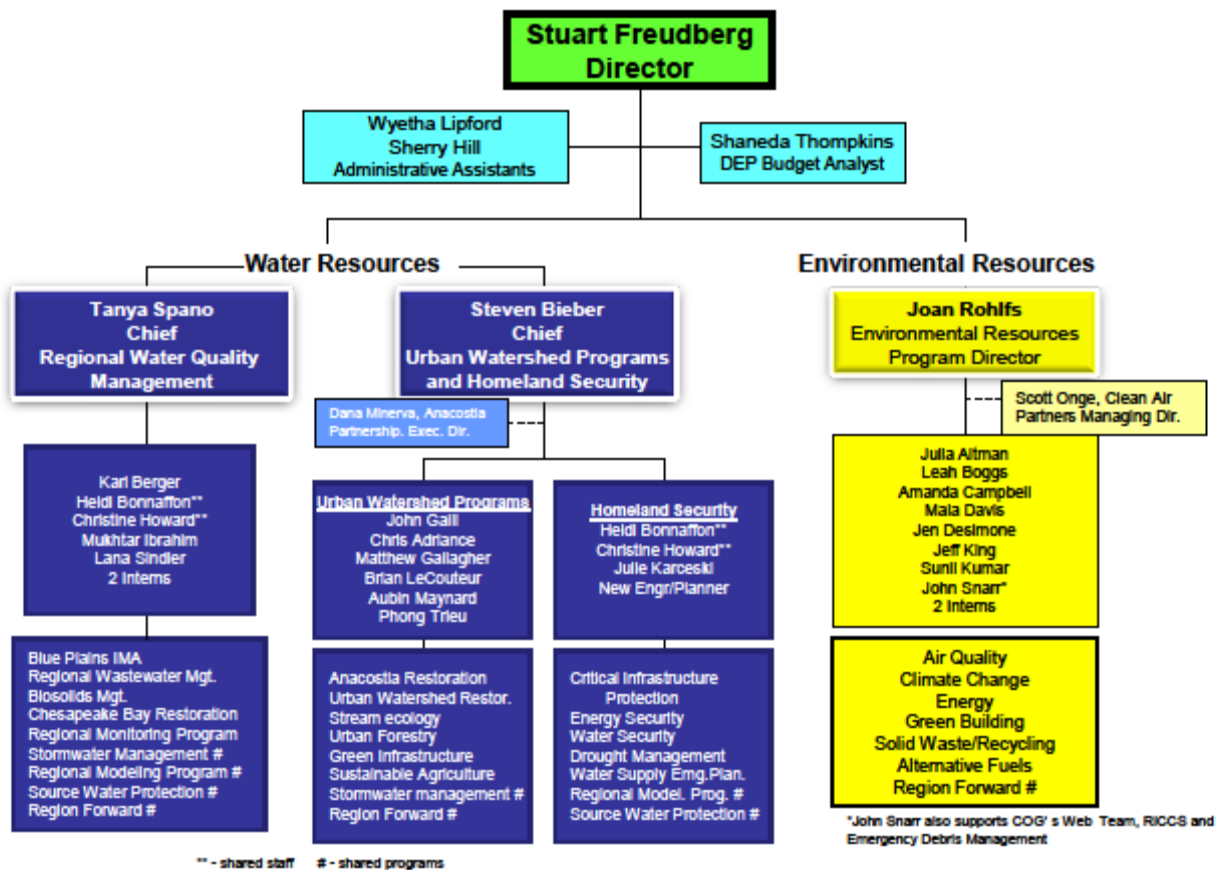 Stuart Freudberg
Director
Wyetha Lipford
Sherry Hill
Administrative Assistants
Shaneda Thompkins
DEP Budget Analyst
Water Resources
Environmental Resources
Tanya Spano
Chief
Regional Water Quality
Management
Steven Bieber
Chief
Urban Watershed Programs
and Homeland Security
Joan Rohlfs
Environmental Resources
Program Director
Dana Minerva, Anacostia
Partnership. Exec. Dir.
Scott Onge, Clean Air
Partners Managing Dir.
Karl Berger
Heidi Bonnaffon**
Christine Howard**
Mukhtar Ibrahim
Lana Sindler
2 Interns
Urban Watershed Programs
John Galli
Chris Adriance
Matthew Gallagher
Brian LeCouteur
Aubin Maynard
Phong Trieu
Homeland Security
Heidi Bonnaffon**
Christine Howard**
Julie Karceski
New Engr/Planner
Julia Altman
Leah Boggs
Amanda Campbell
Maia Davis
Jen Desimone
Jeff King
Sunil Kumar
John Snarr*
2 Interns
Blue Plains IMA
Regional Wastewater Mgt.
Biosolids Mgt.
Chesapeake Bay Restoration
Regional Monitoring Program
Stormwater Management #
Regional Modeling Program #
Source Water Protection #
Region Forward #
Anacostia Restoration
Urban Watershed Restor.
Stream ecology
Urban Forestry
Green Infrastructure
Sustainable Agriculture
Stormwater management #
Region Forward #
Critical Infrastructure
Protection
Energy Security
Water Security
Drought Management
Water Supply Emg.Plan.
Regional Model. Prog. #
Source Water Protection #
Air Quality
Climate Change
Energy
Green Building
Solid Waste/Recycling
Alternative Fuels
Region Forward #
*John Snarr also supports COG' s Web Team, RICCS and
Emergency Debris Management
** - shared staff # - shared programs